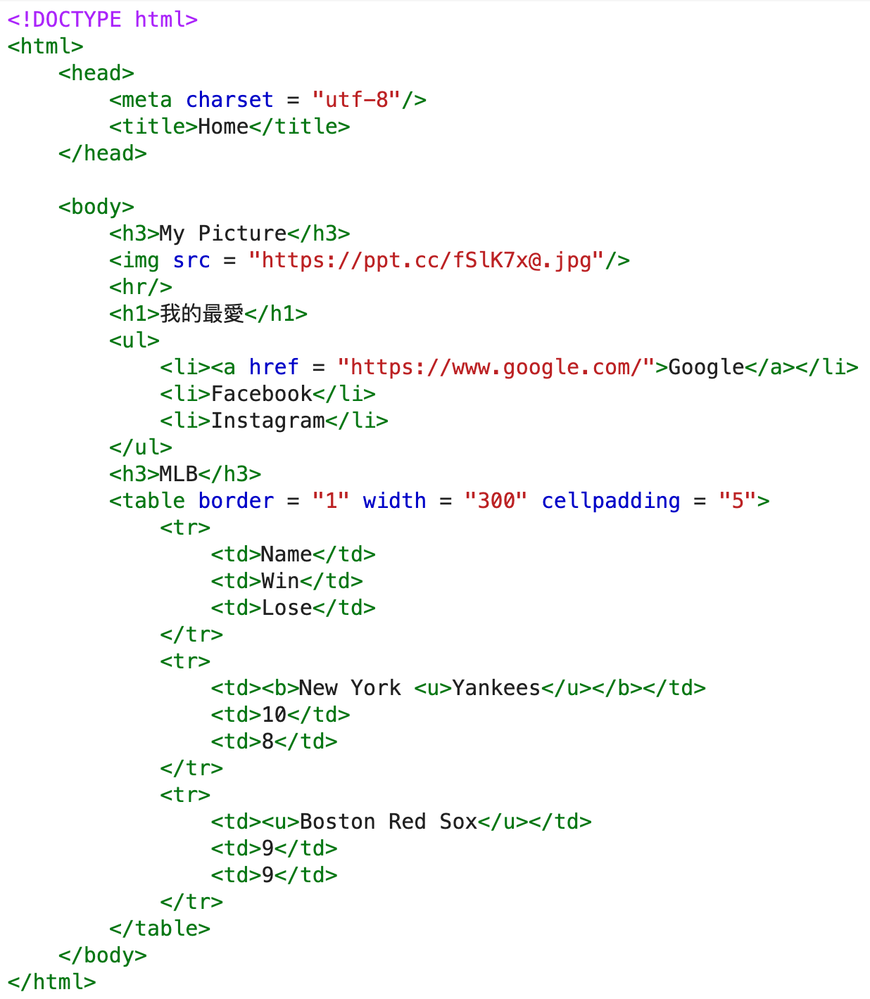 <!DOCTYPE html>
<html>
    <head>
        <meta charset = "utf-8"/>
        <title>Home</title>
    </head>

    <body>
        <h3>My Picture</h3>
        <img src = "https://ppt.cc/fSlK7x@.jpg"/>
        <hr/>
        <h1>我的最愛</h1>
        <ul>
            <li><a href = "https://www.google.com/">Google</a></li>
            <li>Facebook</li>
            <li>Instagram</li>
        </ul>
        <h3>MLB</h3>
        <table border = "1" width = "300" cellpadding = "5">
            <tr>
                <td>Name</td>
                <td>Win</td>
                <td>Lose</td>
            </tr>
            <tr>
                <td><b>New York <u>Yankees</u></b></td>
                <td>10</td>
                <td>8</td>
            </tr>
            <tr>
                <td><u>Boston Red Sox</u></td>
                <td>9</td>
                <td>9</td>
            </tr>
        </table>
    </body>
</html>